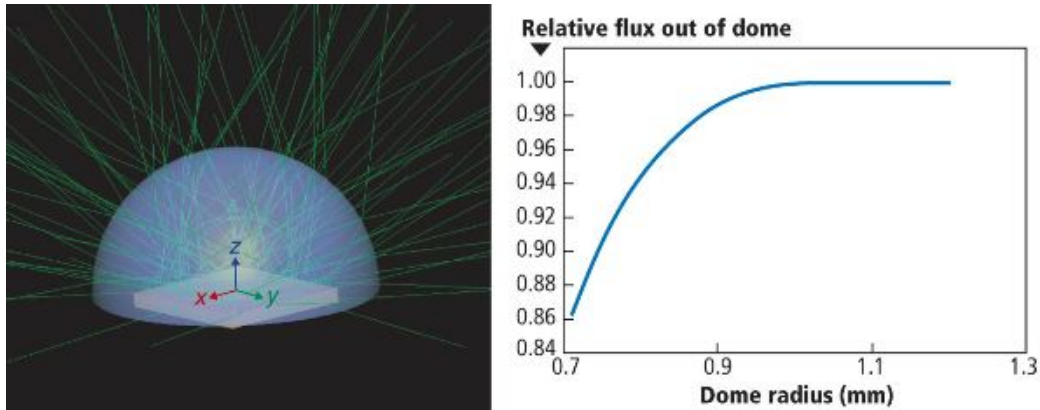 z
x
y
Relative flux out of dome
1.00
0.98
0.96
0.94
0.92
0.90
0.88
0.86
0.84
0.7 0.9 1.1 1.3
Dome radius (mm)